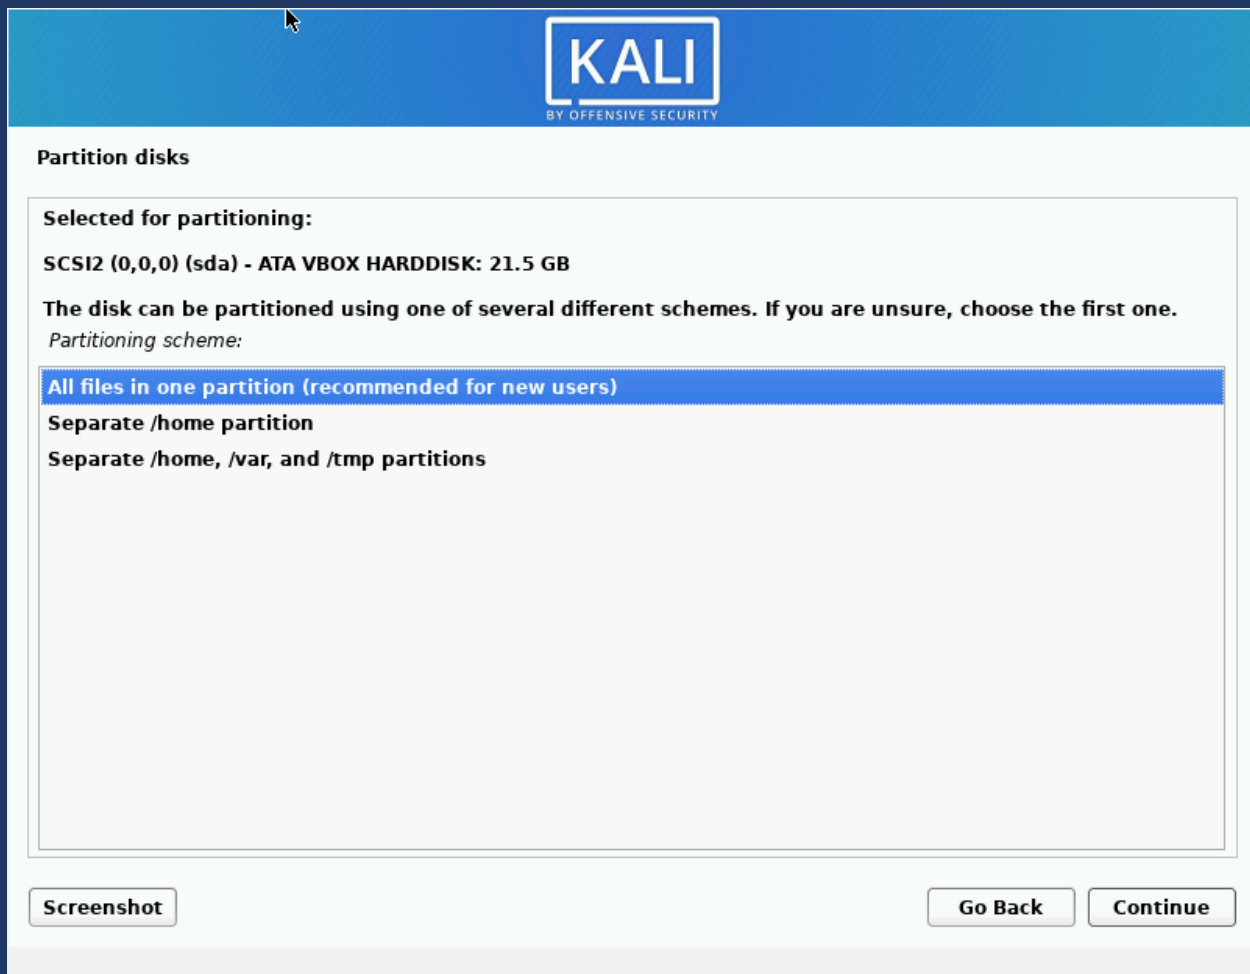 KALI
BY OFFENSIVE SECURITY
Partition disks
Selected for partitioning:
SCSI2 (0,0,0) (sda) - ATA VBOX HARDDISK: 21.5 GB
The disk can be partitioned using one of several different schemes. If you are unsure, choose the first one.
Partitioning scheme:
All files in one partition (recommended for new users)
Separate /home partition
Separate /home, /var, and /tmp partitions
Screenshot
Go Back
Continue